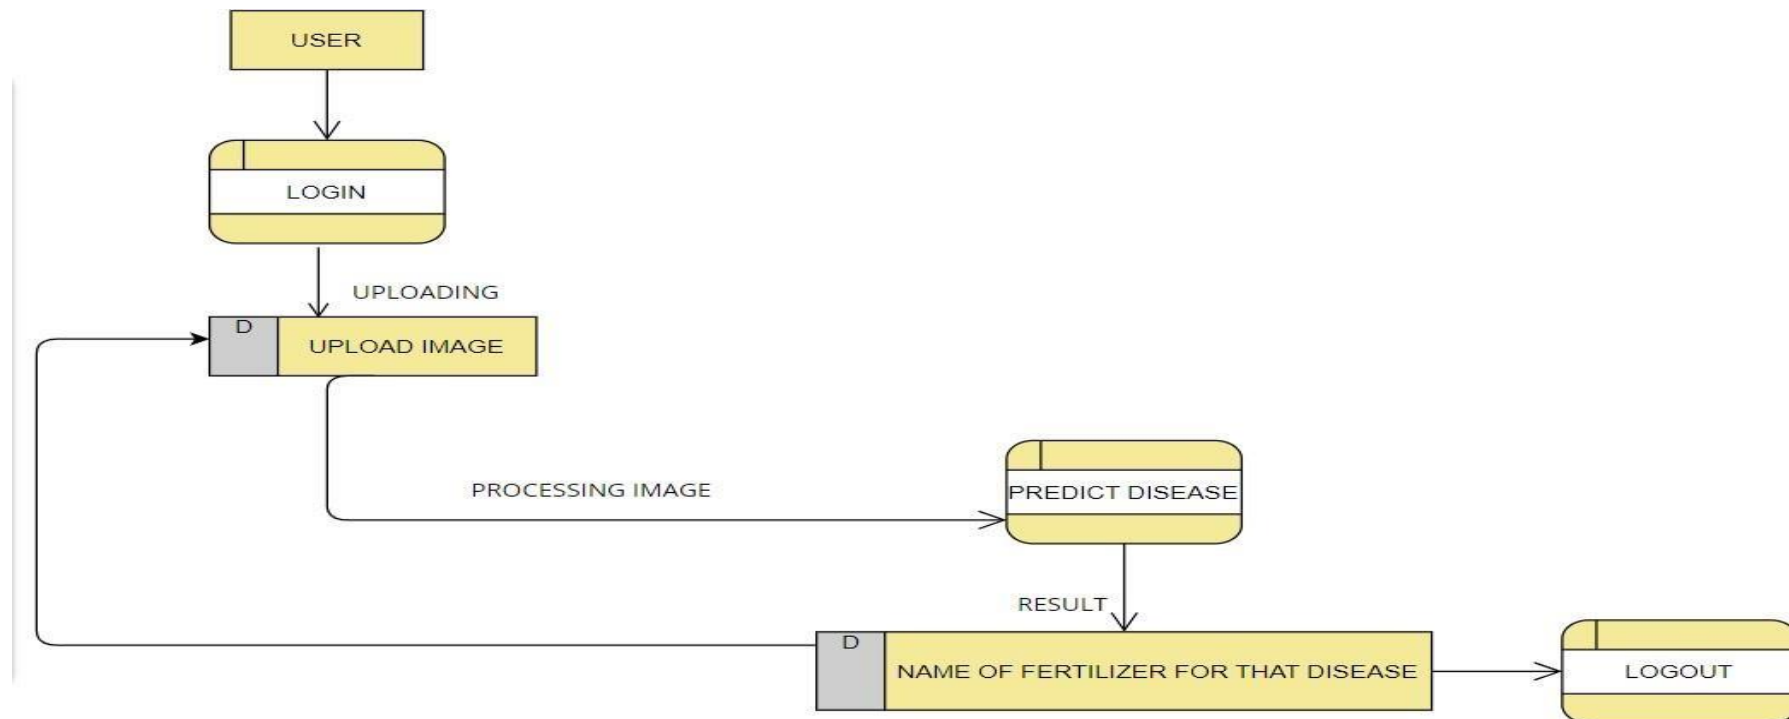 USER
LOGIN
UPLOADING
D
UPLOAD IMAGE
PROCESSING IMAGE
PREDICT DISEASE
RESULT
D
NAME OF FERTILIZER FOR THAT DISEASE
LOGOUT